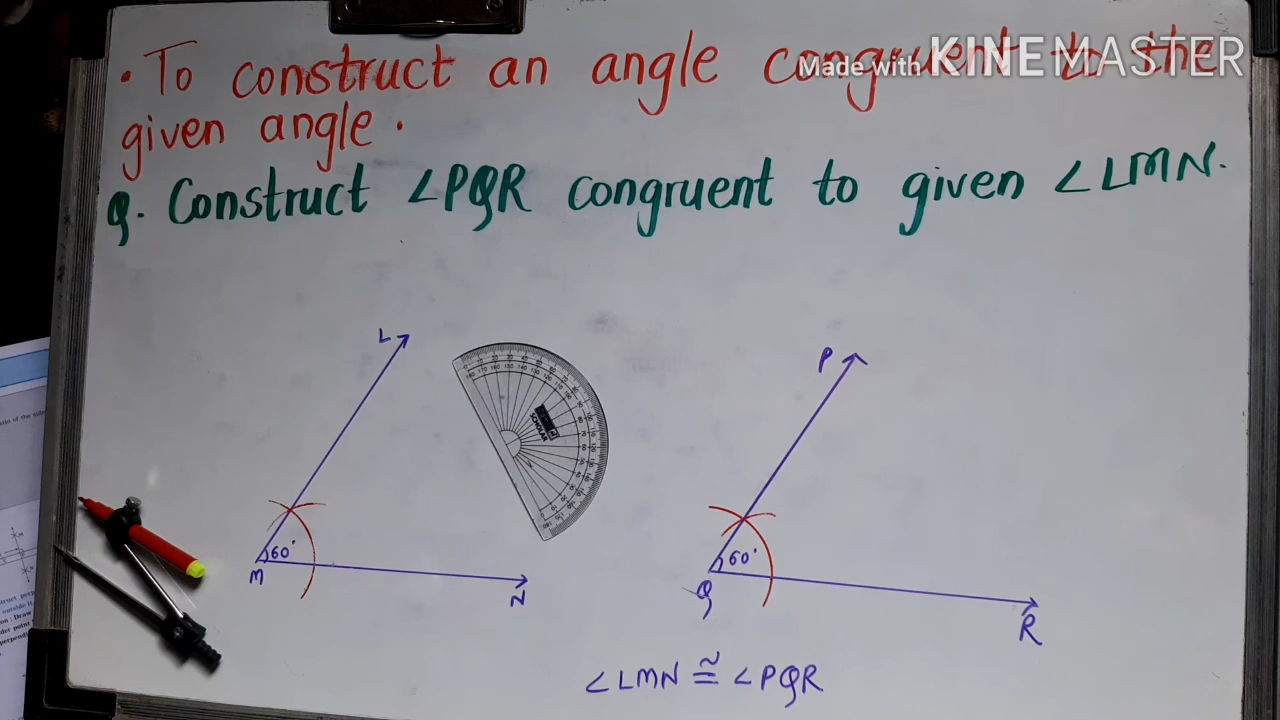 Made with KINEMASTER
• To construct an angle congruent to the
given angle.
Q. Construct ∠PQR congruent to given ∠LMN.
L
P
SCHOLAR
60°
60°
M
N
Q
R
∠LMN ≅ ∠PQR